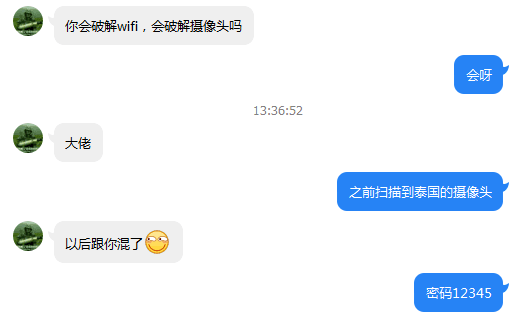 你会破解wifi，会破解摄像头吗
会呀
13:36:52
大佬
之前扫描到泰国的摄像头
以后跟你混了
密码12345